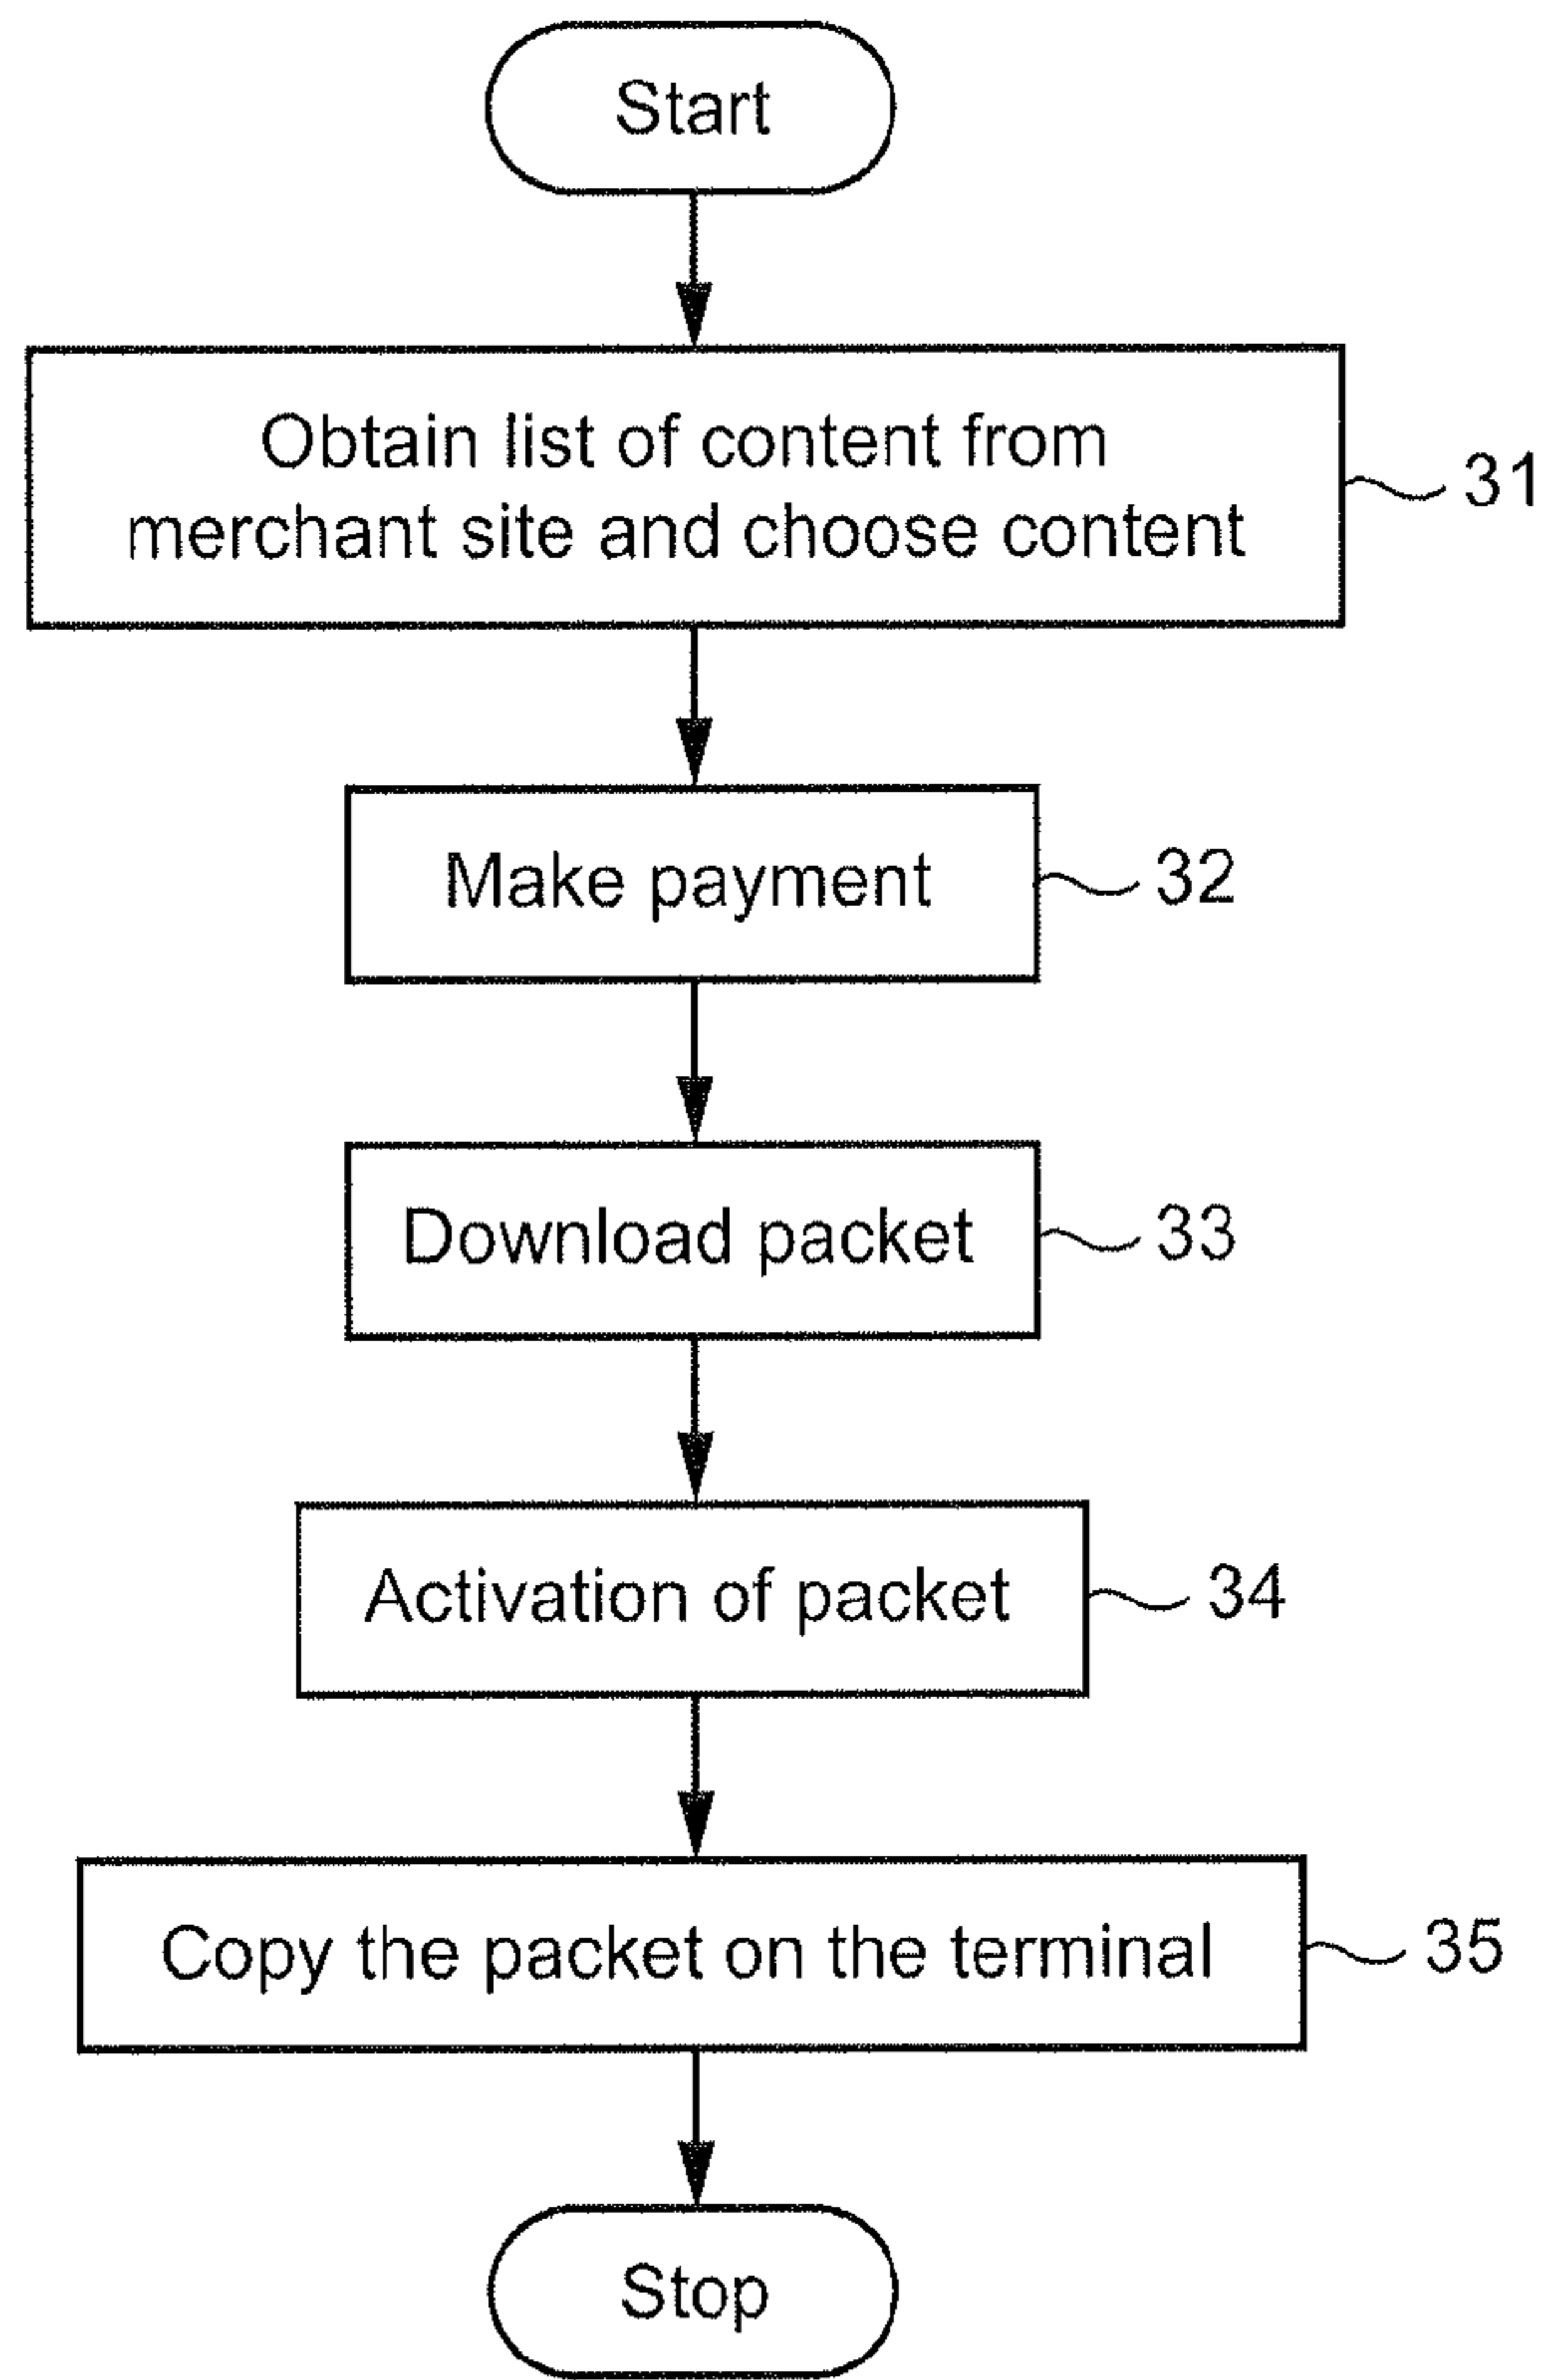 Start
Obtain list of content from
merchant site and choose content
31
Make payment
32
Download packet
33
Activation of packet
34
Copy the packet on the terminal
35
Stop